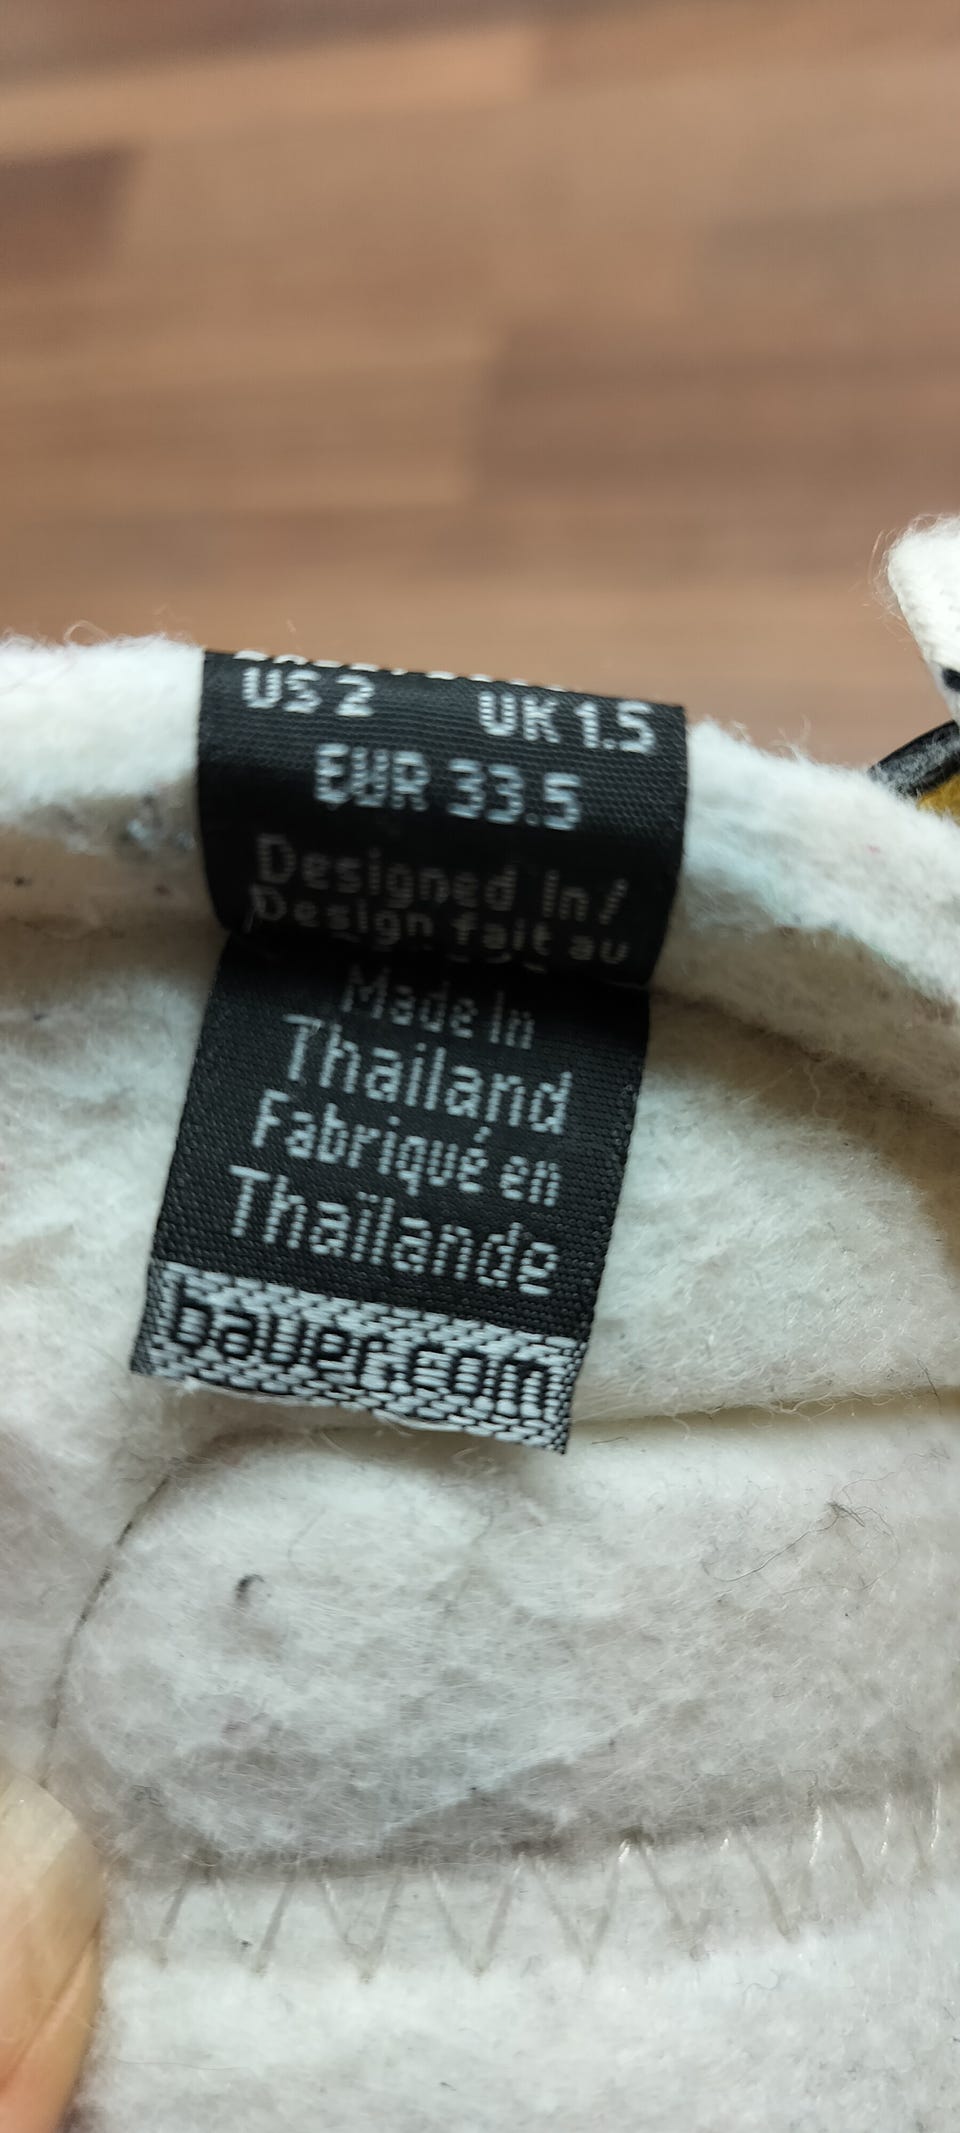 US 2 UK 1.5
EUR 33.5
Designed in /
Design fait au
Made in
Thailand
Fabriqué en
Thaïlande
bauer.com